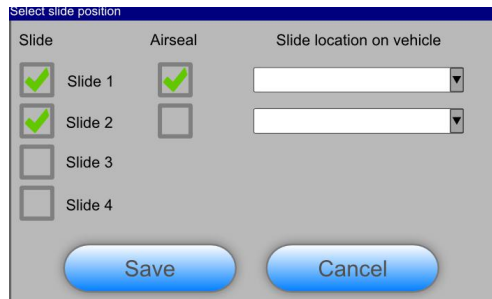 Select slide position
Slide Airseal Slide location on vehicle
Slide 1
Slide 2
Slide 3
Slide 4
Save Cancel